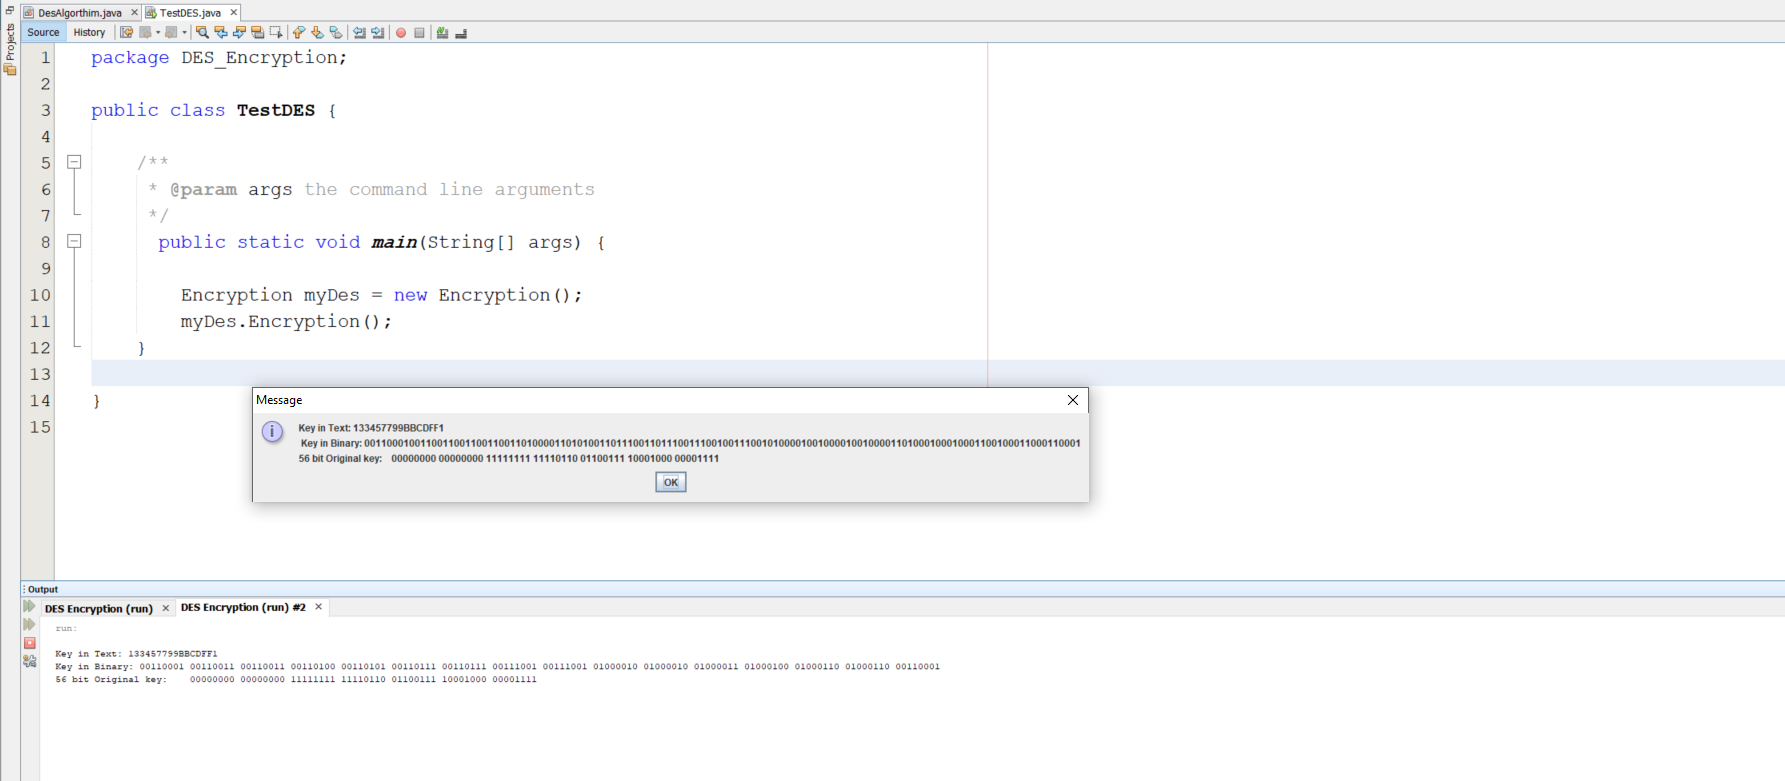 DesAlgorthim.java
TestDES.java
Projects
Source History
1 package DES_Encryption;
2
3 public class TestDES {
4
5 /**
6 * @param args the command line arguments
7 */
8 public static void main(String[] args) {
9
10 Encryption myDes = new Encryption();
11 myDes.Encryption();
12 }
13
14 }
15
Message
Key in Text: 133457799BBCDFF1
Key in Binary: 00110001001100110011001100110100001101010011011100110111001110010011100101000010010000100100001101000100010001100100011000110001
56 bit Original key: 00000000 00000000 11111111 11110110 01100111 10001000 00001111
OK
Output
DES Encryption (run)
DES Encryption (run) #2
run:
Key in Text: 133457799BBCDFF1
Key in Binary: 00110001 00110011 00110011 00110100 00110101 00110111 00110111 00111001 00111001 01000010 01000010 01000011 01000100 01000110 01000110 00110001
56 bit Original key: 00000000 00000000 11111111 11110110 01100111 10001000 00001111